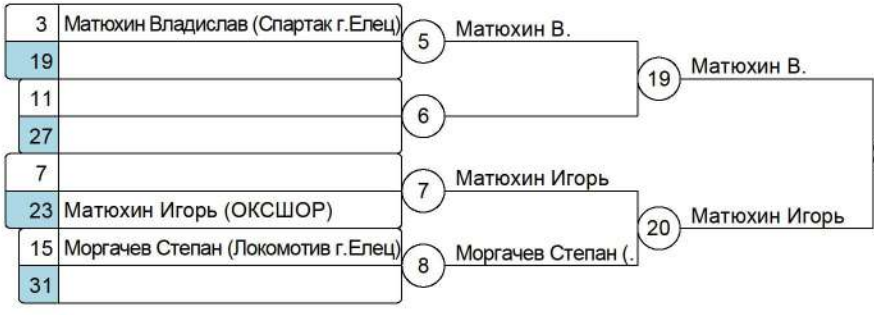 3 Матюхин Владислав (Спартак г.Елец)
19
5 Матюхин В.
11
27
6
19 Матюхин В.
7
23 Матюхин Игорь (ОКСШОР)
7 Матюхин Игорь
15 Моргачев Степан (Локомотив г.Елец)
31
8 Моргачев Степан (.
20 Матюхин Игорь